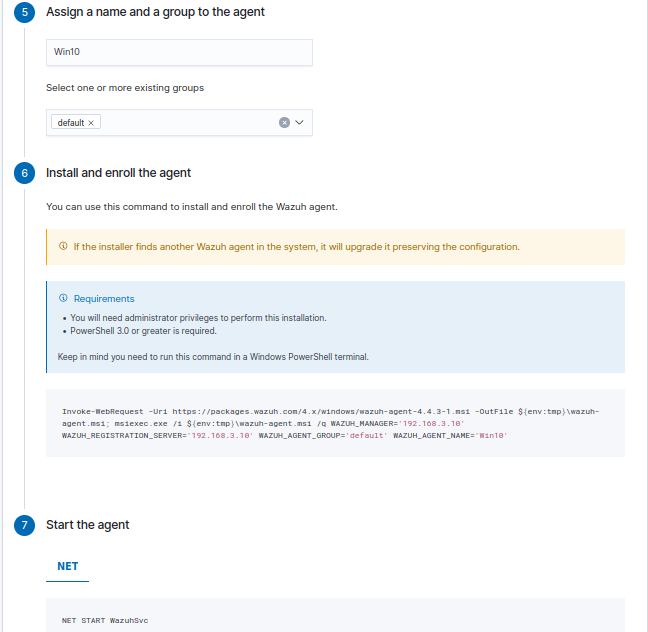 5 Assign a name and a group to the agent
Win10
Select one or more existing groups
default ×
6 Install and enroll the agent
You can use this command to install and enroll the Wazuh agent.
If the installer finds another Wazuh agent in the system, it will upgrade it preserving the configuration.
Requirements
• You will need administrator privileges to perform this installation.
• PowerShell 3.0 or greater is required.
Keep in mind you need to run this command in a Windows PowerShell terminal.
Invoke-WebRequest -Uri https://packages.wazuh.com/4.x/windows/wazuh-agent-4.4.3-1.msi -OutFile ${env:tmp}\wazuh-
agent.msi; msiexec.exe /i ${env:tmp}\wazuh-agent.msi /q WAZUH_MANAGER='192.168.3.10'
WAZUH_REGISTRATION_SERVER='192.168.3.10' WAZUH_AGENT_GROUP='default' WAZUH_AGENT_NAME='Win10'
7 Start the agent
NET
NET START WazuhSvc